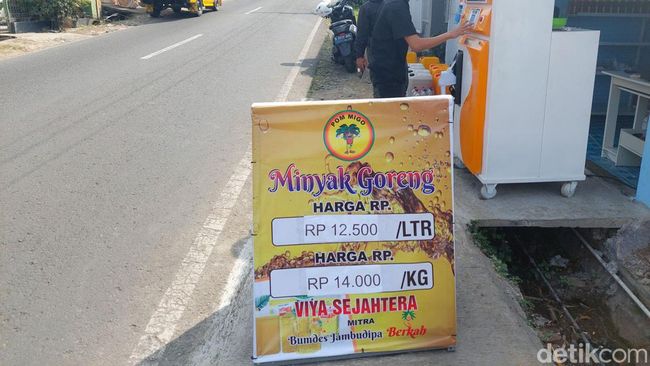 POM MIGO
Minyak Goreng
HARGA RP.
RP 12.500 /LTR
HARGA RP.
RP 14.000 /KG
VIYA SEJAHTERA
MITRA
Bumdes Jambudipa Berkah
detikcom